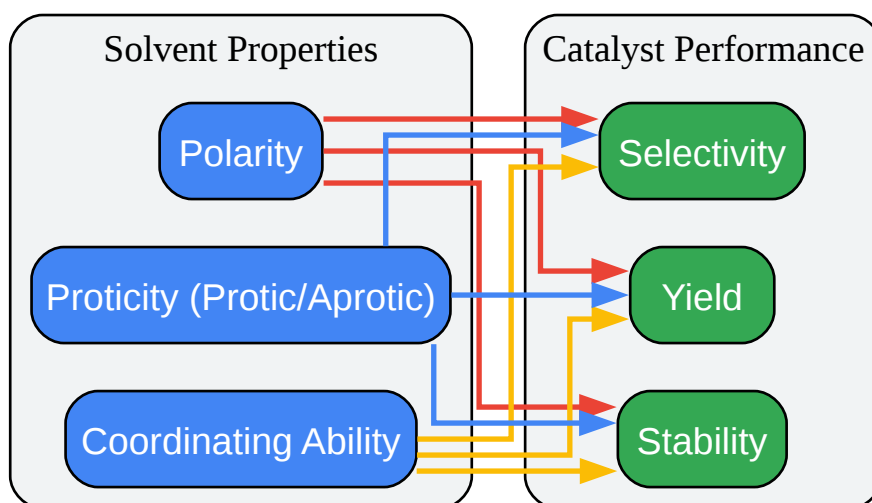 Solvent Properties
Polarity
Proticity (Protic/Aprotic)
Coordinating Ability
Catalyst Performance
Selectivity
Yield
Stability